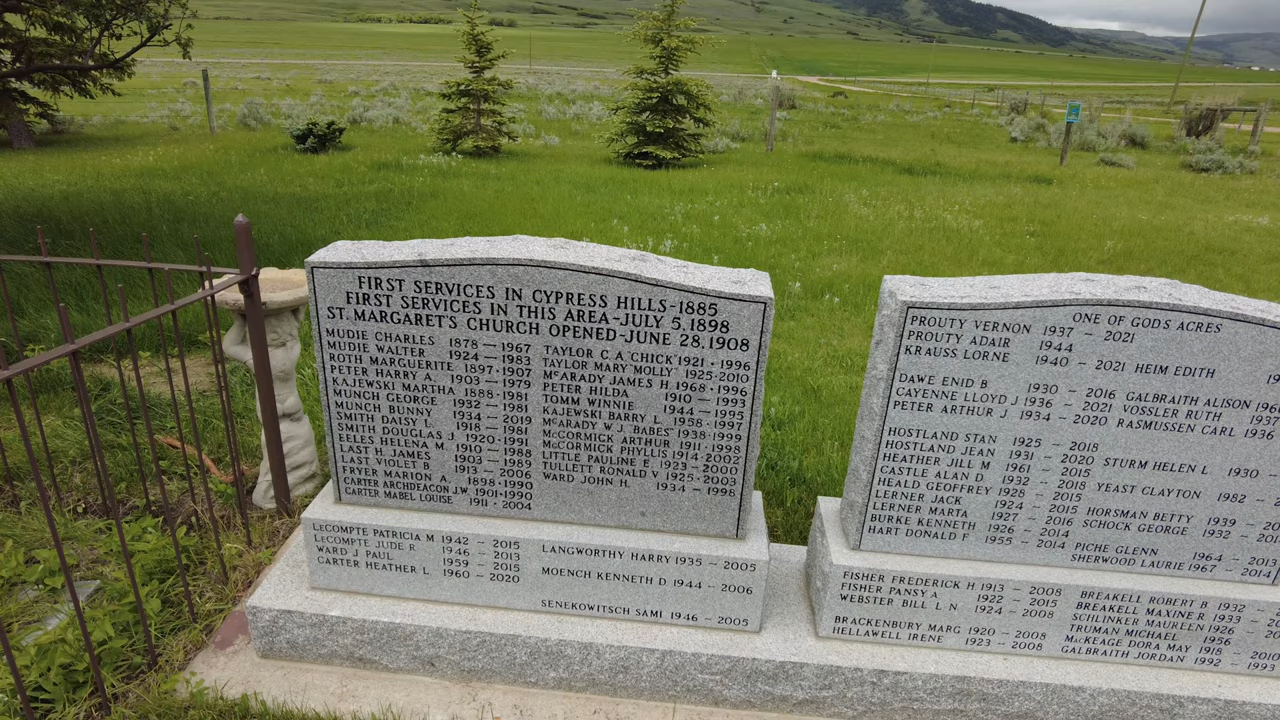 FIRST SERVICES IN CYPRESS HILLS-1885
FIRST SERVICES IN THIS AREA-JULY 5, 1898
ST. MARGARET'S CHURCH OPENED-JUNE 28, 1908
MUDIE CHARLES 1878 — 1967
MUDIE WALTER 1924 — 1983
ROTH MARGUERITE 1897 • 1907
PETER HARRY A. 1903 — 1979
KAJEWSKI MARTHA 1888 • 1981
MUNCH GEORGE 1932 — 1981
MUNCH BUNNY 1934 — 2019
SMITH DAISY L. 1918 — 1981
SMITH DOUGLAS J. 1920 • 1991
EELES HELEN M. 1910 — 1988
LAST H. JAMES 1903 — 1989
LAST VIOLET B. 1913 — 2006
FRYER MARION A. 1898 • 1990
CARTER ARCHDEACON J.W. 1901 • 1990
CARTER MABEL LOUISE 1911 • 2004
TAYLOR C.A. 'CHICK' 1921 • 1996
TAYLOR MARY 'MOLLY' 1925 • 2010
McARADY JAMES H 1968 • 1996
PETER HILDA 1910 — 1993
TOMM WINNIE 1944 — 1995
KAJEWSKI BARRY L. 1958 • 1997
McARADY W.J. 'BABES' 1938 • 1999
McCORMICK ARTHUR 1911 • 1998
McCORMICK PHYLLIS 1914 • 2002
LITTLE PAULINE F. 1923 — 2000
TULLETT RONALD V. 1925 • 2003
WARD JOHN H. 1934 — 1998
LECOMPTE PATRICIA M. 1942 — 2015
LECOMPTE JUDE R 1946 — 2013
WARD J. PAUL 1959 — 2015
CARTER HEATHER L. 1960 — 2020
LANGWORTHY HARRY 1935 — 2005
MOENCH KENNETH D 1944 — 2006
SENEKOWITSCH SAMI 1946 — 2005
ONE OF GODS ACRES
PROUTY VERNON 1937 - 2021
PROUTY ADAIR 1944
KRAUSS LORNE 1940 - 2021 HEIM EDITH
DAWE ENID B 1930 - 2016 GALBRAITH ALISON
CAYENNE LLOYD J 1936 - 2021 VOSSLER RUTH 1937
PETER ARTHUR J 1934 - 2020 RASMUSSEN CARL 1936
HOSTLAND STAN 1925 - 2018
HOSTLAND JEAN 1931 - 2020 STURM HELEN L 1930 -
HEATHER JILL M 1961 - 2015
CASTLE ALAN D 1932 - 2018 YEAST CLAYTON 1982 -
HEALD GEOFFREY 1928 - 2015
LERNER JACK 1924 - 2015 HORSMAN BETTY 1939 -
LERNER MARTA 1927 - 2016 SCHOCK GEORGE 1932 -
BURKE KENNETH 1926 - 2014
HART DONALD F 1955 - 2014 PICHE GLENN 1964 - 2013
SHERWOOD LAURIE 1967 - 2014
FISHER FREDERICK H 1913 - 2008
FISHER PANSY A 1922 - 2015
WEBSTER BILL L N 1924 - 2008
BRACKENBURY MARG 1920 - 2008
HELLAWELL IRENE 1923 - 2008
BREAKELL ROBERT B 1932
BREAKELL MAXINE R 1933 -
SCHLINKER MAUREEN 1926 -
TRUMAN MICHAEL 1956
MacKEAGE DORA MAY 1918 - 2010
GALBRAITH JORDAN 1992 - 1993